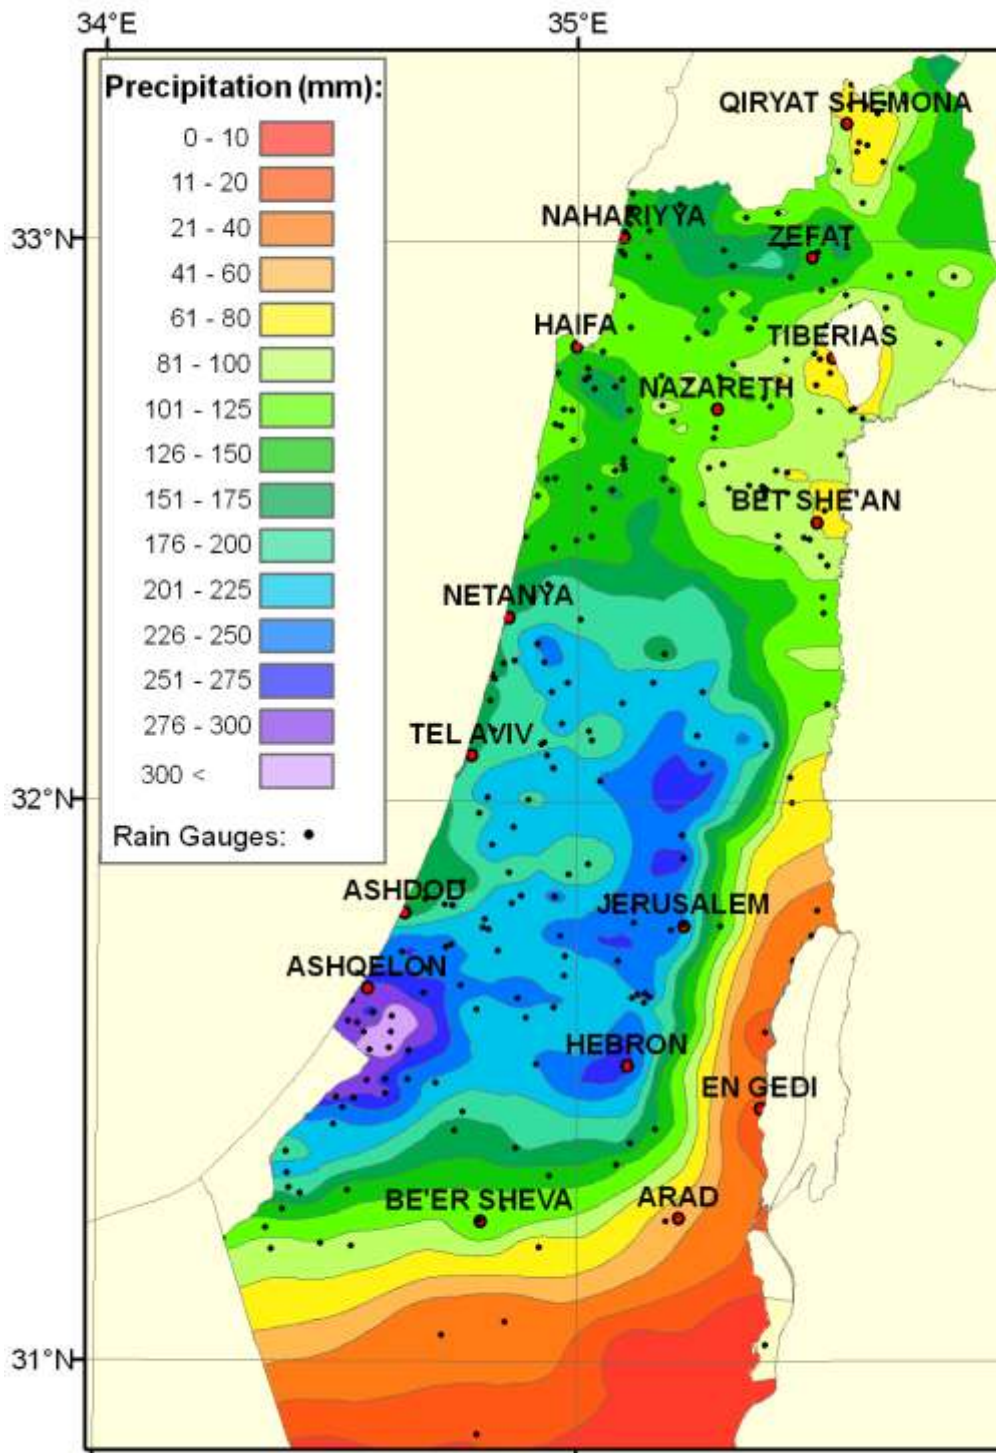 34°E 35°E
Precipitation (mm):
0 - 10
11 - 20
21 - 40
41 - 60
61 - 80
81 - 100
101 - 125
126 - 150
151 - 175
176 - 200
201 - 225
226 - 250
251 - 275
276 - 300
300 <
Rain Gauges:
QIRYAT SHEMONA
NAHARIYYA
33°N
ZEFAT
HAIFA
TIBERIAS
NAZARETH
BET SHE'AN
NETANYA
TEL AVIV
32°N
ASHDOD
JERUSALEM
ASHQELON
HEBRON
EN GEDI
BE'ER SHEVA
ARAD
31°N